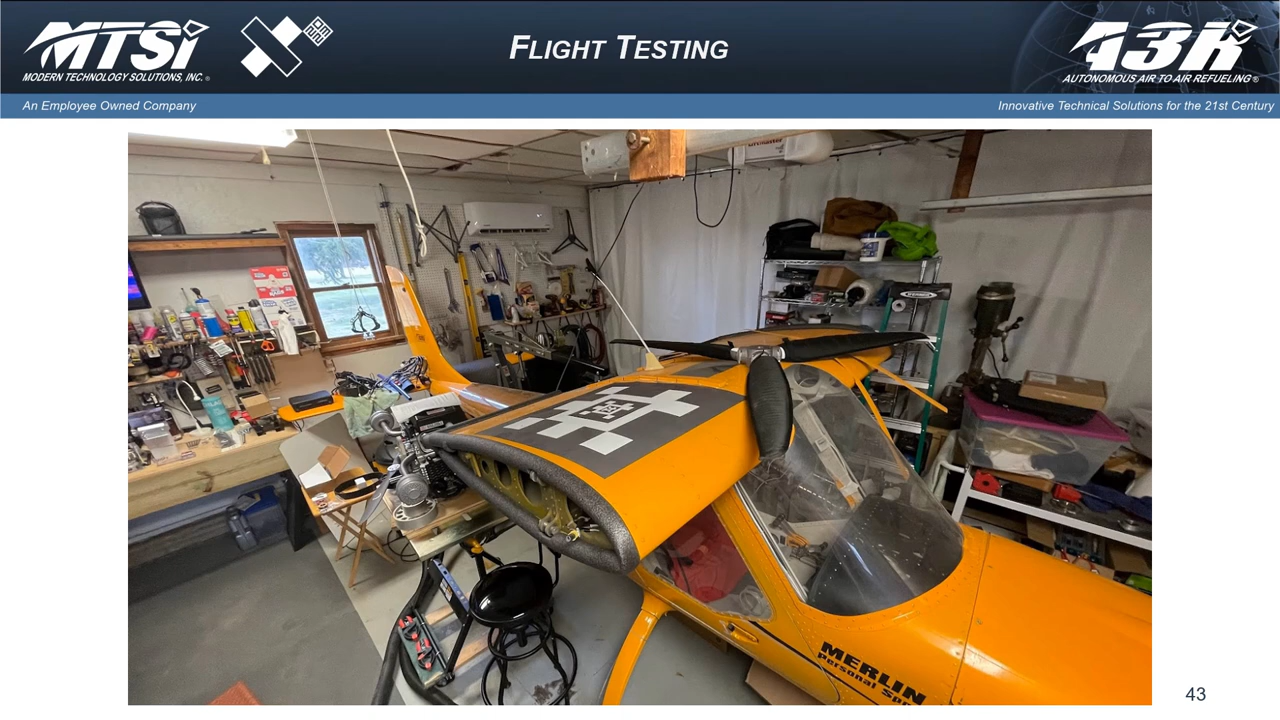 MTSi
MODERN TECHNOLOGY SOLUTIONS, INC.®
FLIGHT TESTING
A3R
AUTONOMOUS AIR TO AIR REFUELING®
An Employee Owned Company
Innovative Technical Solutions for the 21st Century
MERLIN
Personal
43